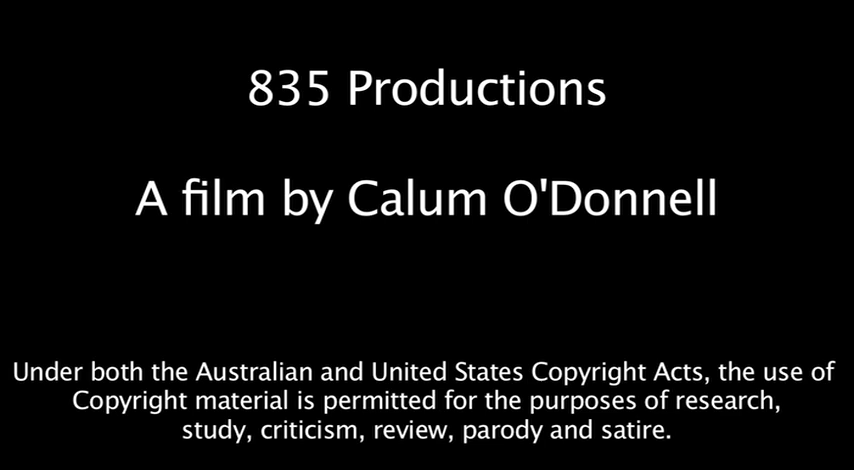 835 Productions
A film by Calum O'Donnell
Under both the Australian and United States Copyright Acts, the use of
Copyright material is permitted for the purposes of research,
study, criticism, review, parody and satire.